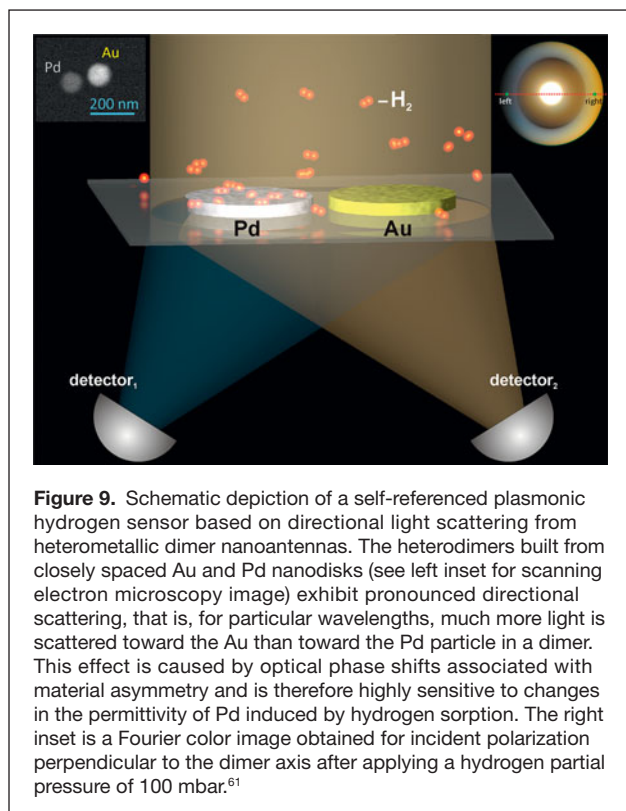 Pd
Au
200 nm
–H2
left
right
Pd
Au
detector1
detector2
Figure 9. Schematic depiction of a self-referenced plasmonic
hydrogen sensor based on directional light scattering from
heterometallic dimer nanoantennas. The heterodimers built from
closely spaced Au and Pd nanodisks (see left inset for scanning
electron microscopy image) exhibit pronounced directional
scattering, that is, for particular wavelengths, much more light is
scattered toward the Au than toward the Pd particle in a dimer.
This effect is caused by optical phase shifts associated with
material asymmetry and is therefore highly sensitive to changes
in the permittivity of Pd induced by hydrogen sorption. The right
inset is a Fourier color image obtained for incident polarization
perpendicular to the dimer axis after applying a hydrogen partial
pressure of 100 mbar.61